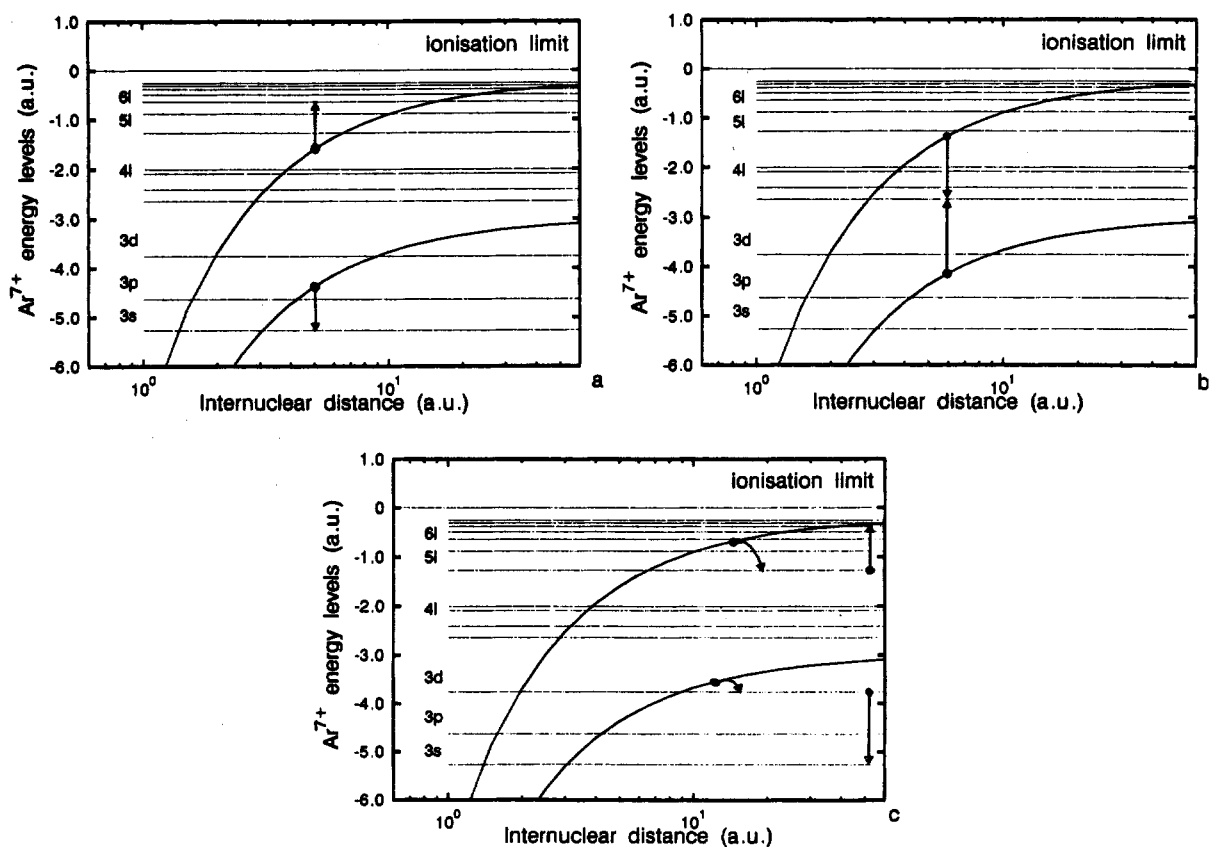 1.0
ionisation limit
0
6l
5l
-1.0
4l
-2.0
-3.0
3d
-4.0
3p
3s
-5.0
-6.0
Ar7+ energy levels (a.u.)
10^0
10^1
a
Internuclear distance (a.u.)
1.0
ionisation limit
0
6l
5l
-1.0
4l
-2.0
-3.0
3d
-4.0
3p
3s
-5.0
-6.0
Ar7+ energy levels (a.u.)
10^0
10^1
b
Internuclear distance (a.u.)
1.0
ionisation limit
0
6l
5l
-1.0
4l
-2.0
-3.0
3d
-4.0
3p
3s
-5.0
-6.0
Ar7+ energy levels (a.u.)
10^0
10^1
c
Internuclear distance (a.u.)